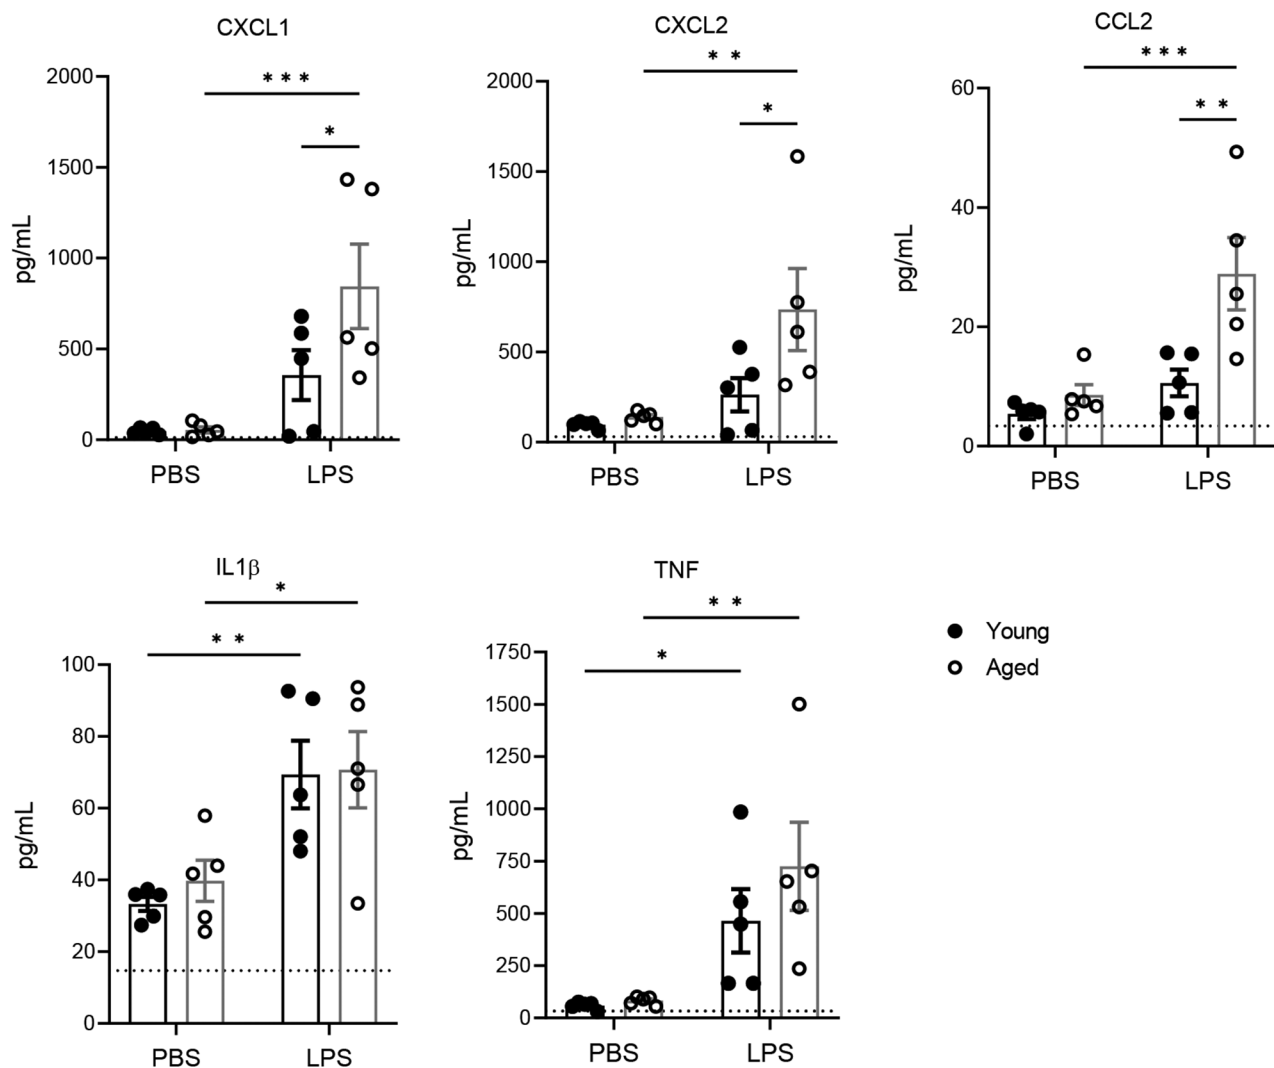 CXCL1
***
*
2000
1500
1000
500
0
pg/mL
PBS LPS
CXCL2
**
*
2000
1500
1000
500
0
pg/mL
PBS LPS
CCL2
***
**
60
40
20
0
pg/mL
PBS LPS
IL1β
*
**
100
80
60
40
20
0
pg/mL
PBS LPS
TNF
**
*
1750
1500
1250
1000
750
500
250
0
pg/mL
PBS LPS
Young
Aged